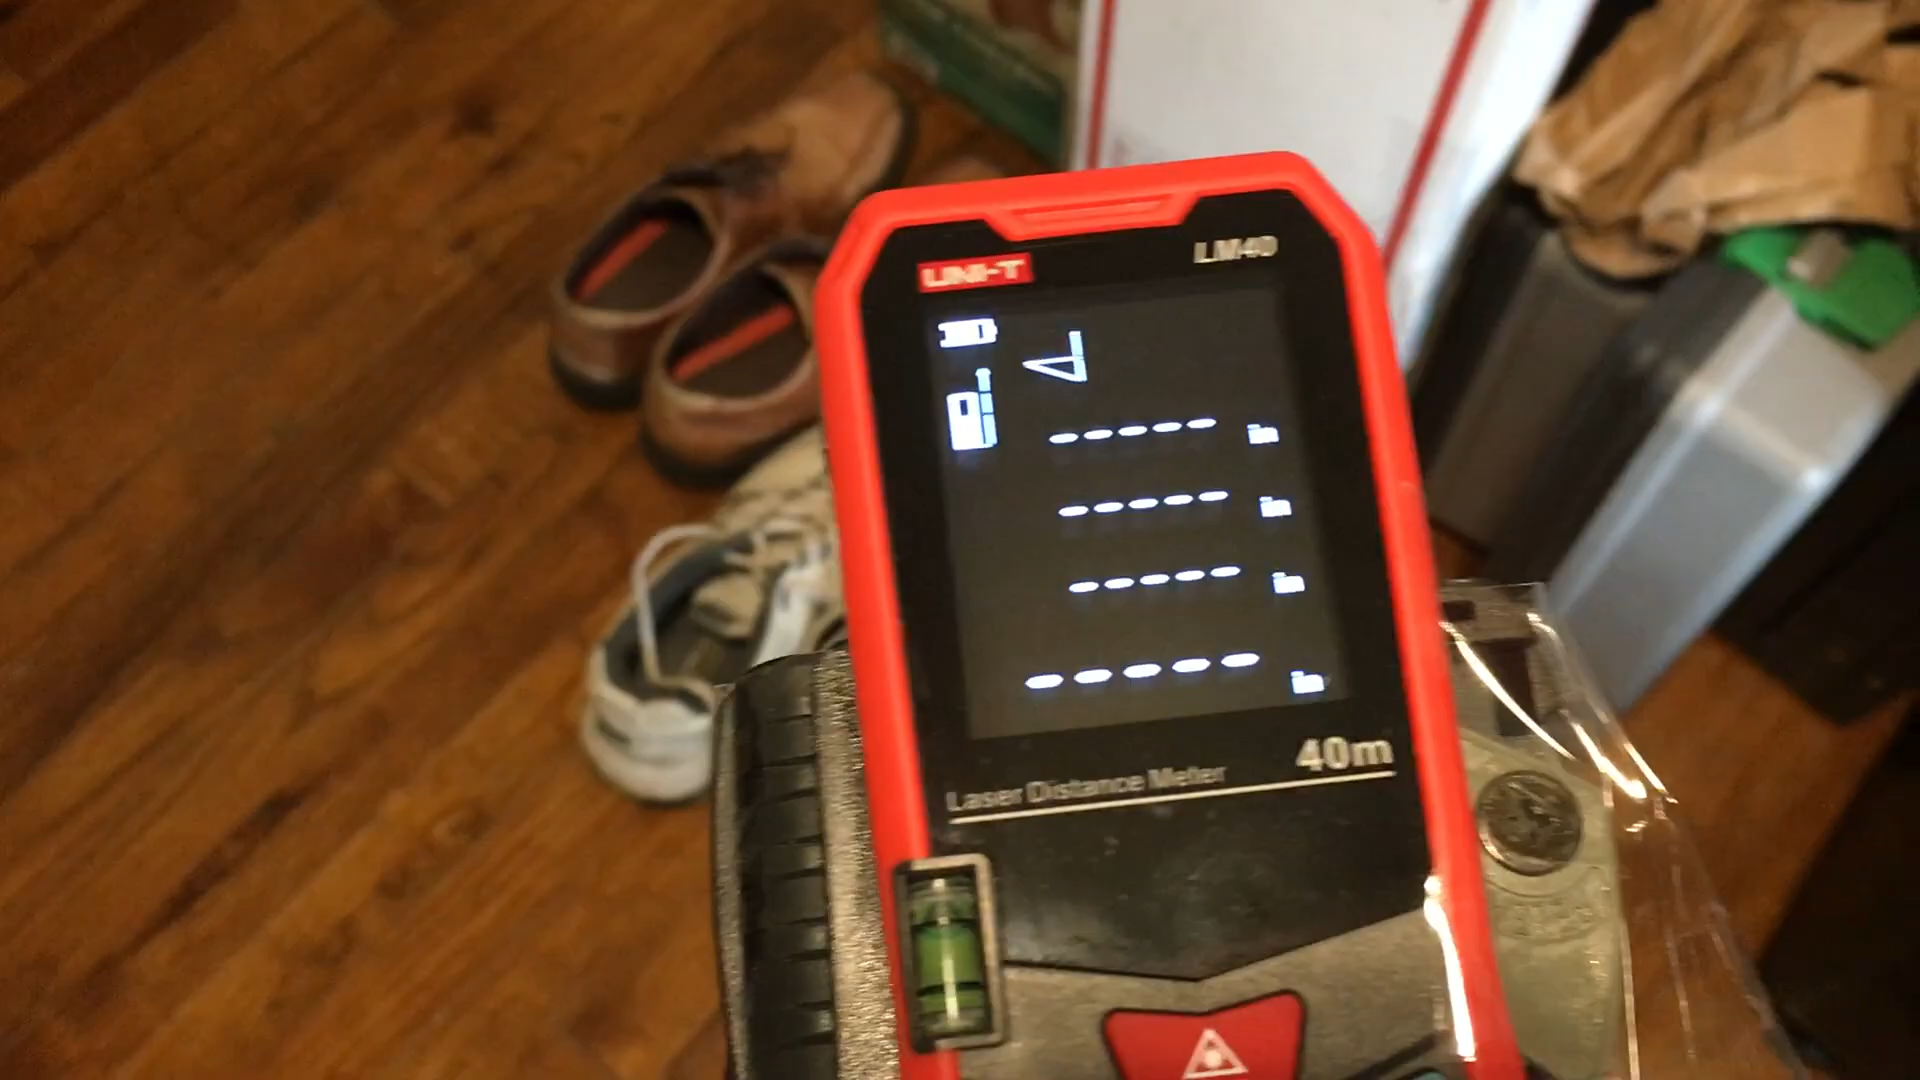 UNI-T
LM40
----- in
----- in
----- in
----- in
40m
Laser Distance Meter